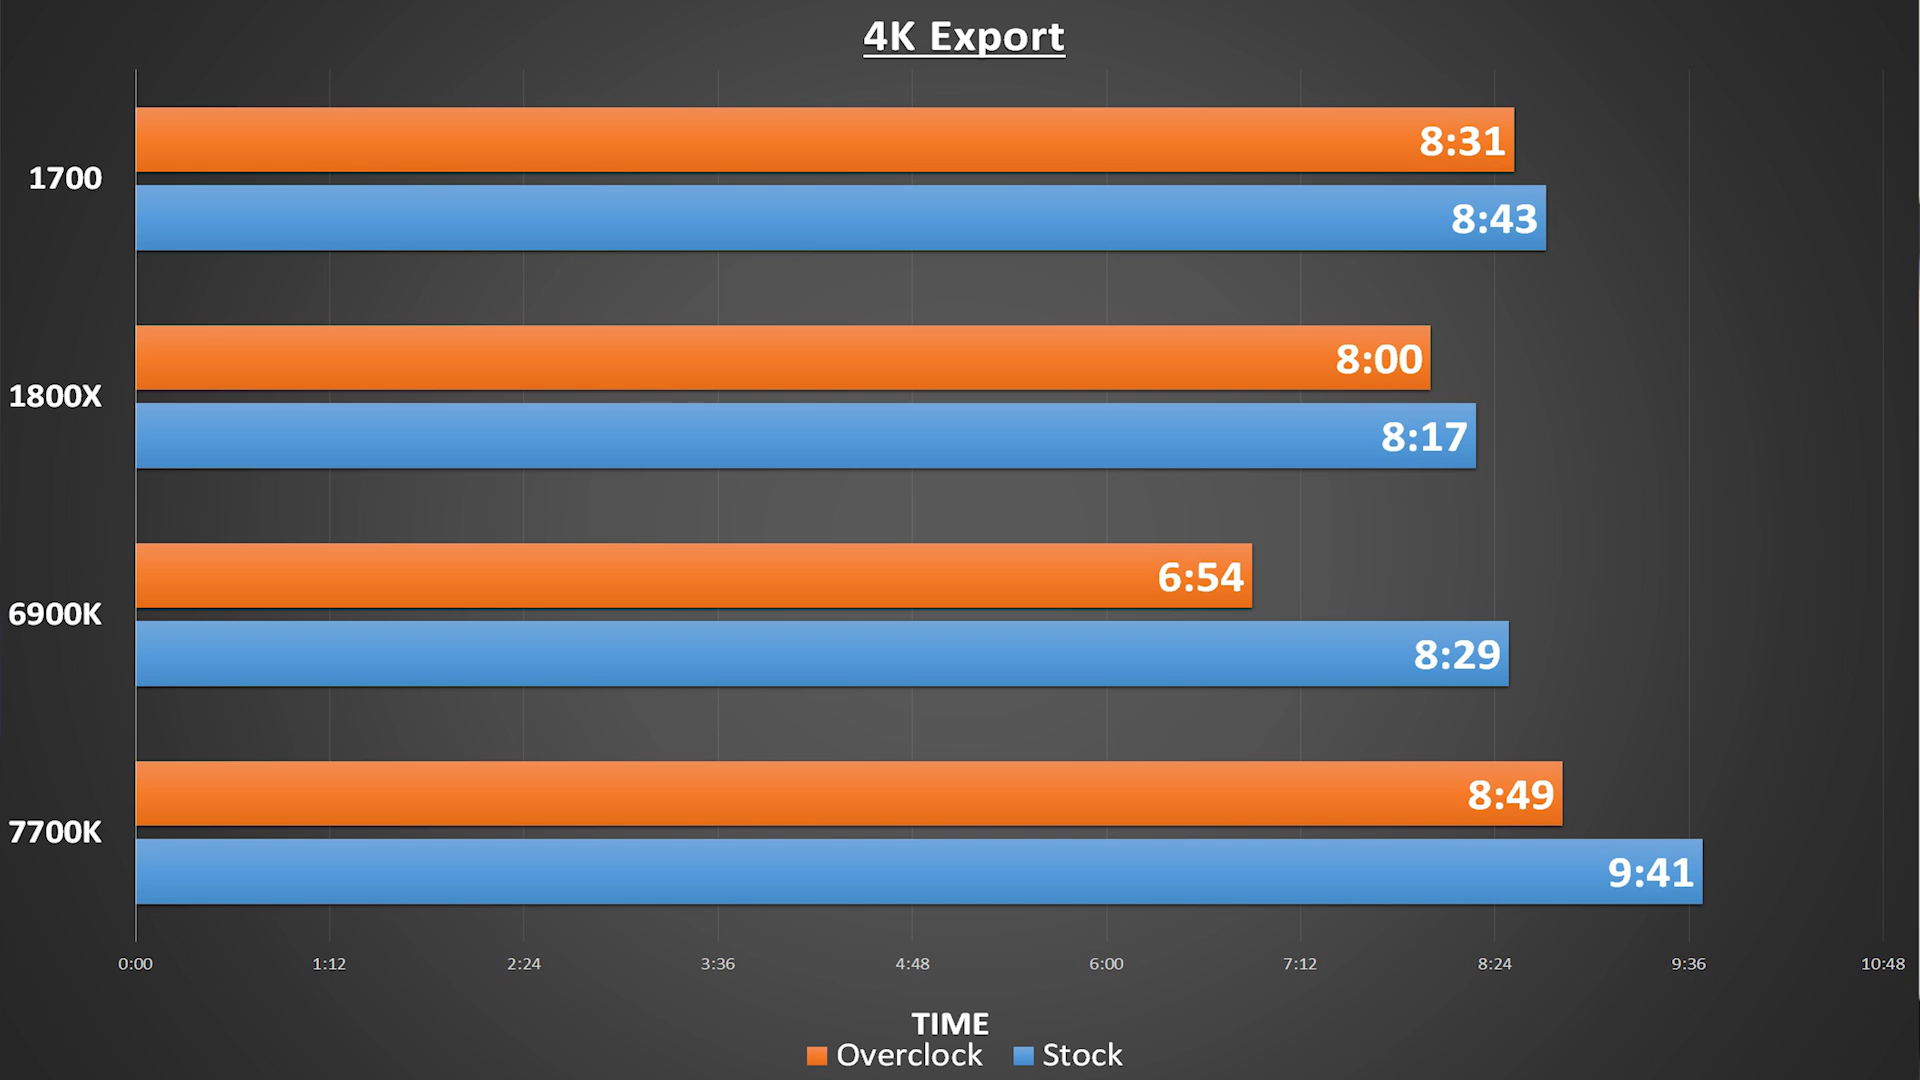 4K Export
1700
8:31
8:43
1800X
8:00
8:17
6900K
6:54
8:29
7700K
8:49
9:41
0:00 1:12 2:24 3:36 4:48 6:00 7:12 8:24 9:36 10:48
TIME
Overclock Stock